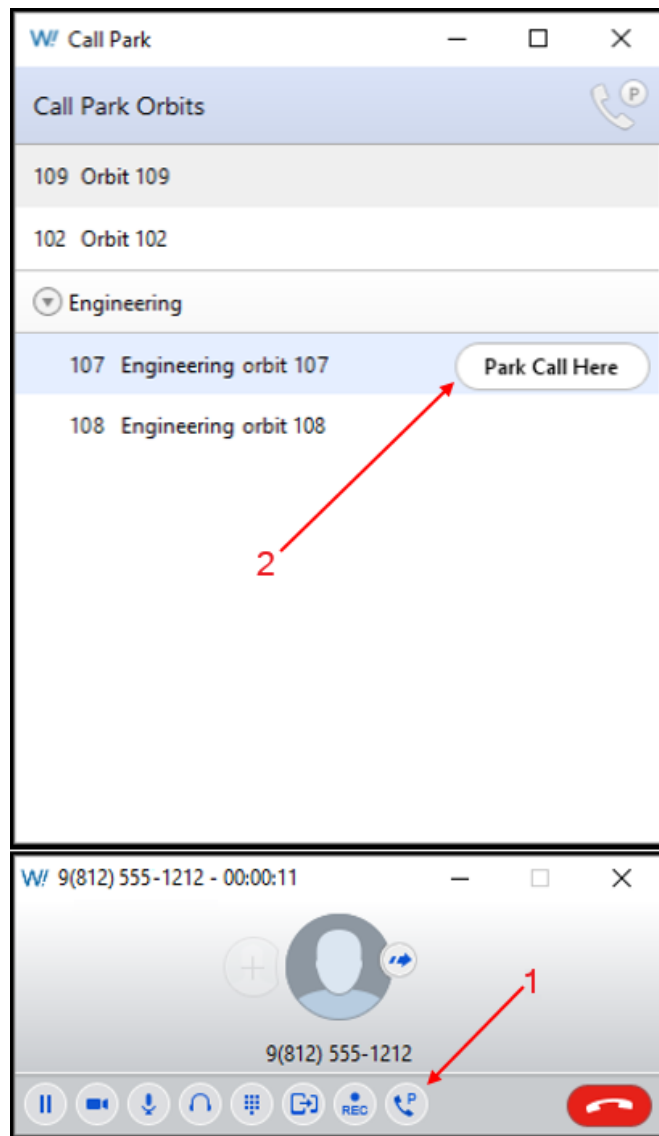 W! Call Park
Call Park Orbits
P
109 Orbit 109
102 Orbit 102
Engineering
107 Engineering orbit 107
Park Call Here
108 Engineering orbit 108
2
W! 9(812) 555-1212 - 00:00:11
1
9(812) 555-1212
REC
P